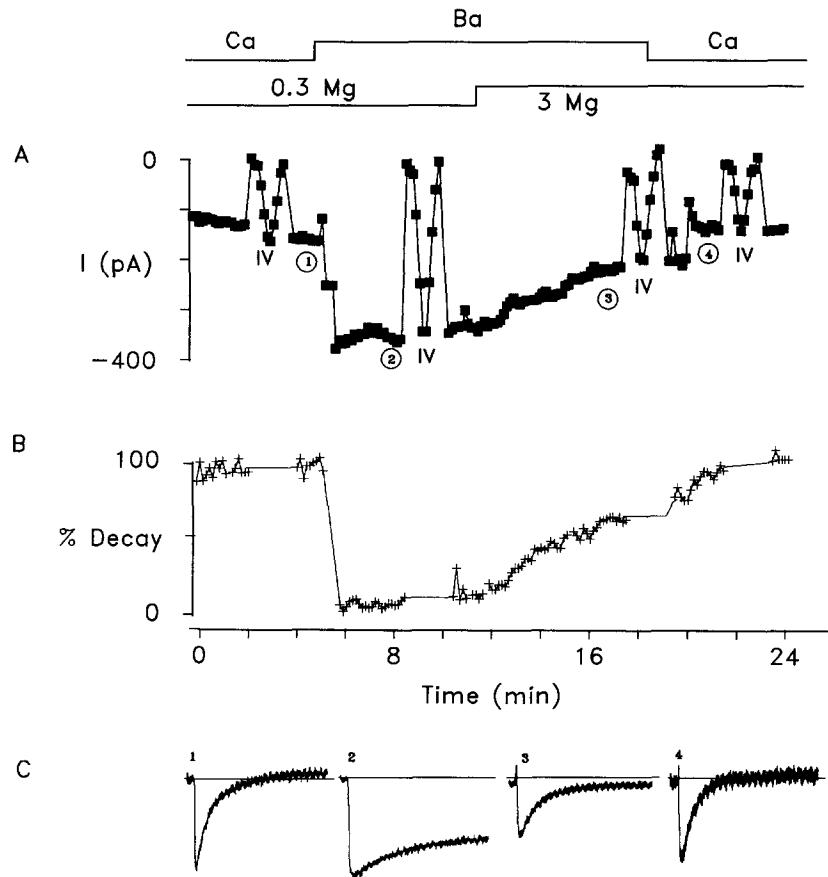 Ba
Ca Ca
0.3 Mg
3 Mg
A
0
I (pA)
-400
IV
1
2
IV
3
IV
4
IV
B
100
% Decay
0
0 8 16 24
Time (min)
C
1 2 3 4